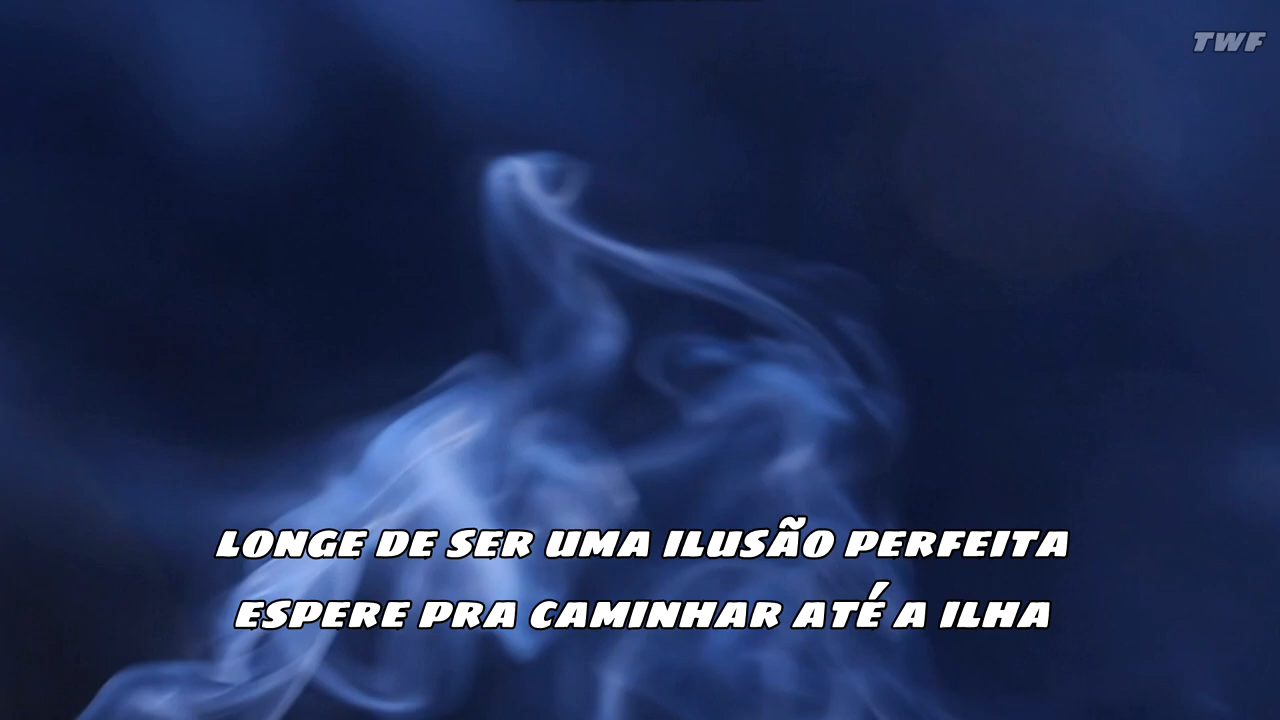 TWF
LONGE DE SER UMA ILUSÃO PERFEITA
ESPERE PRA CAMINHAR ATÉ A ILHA